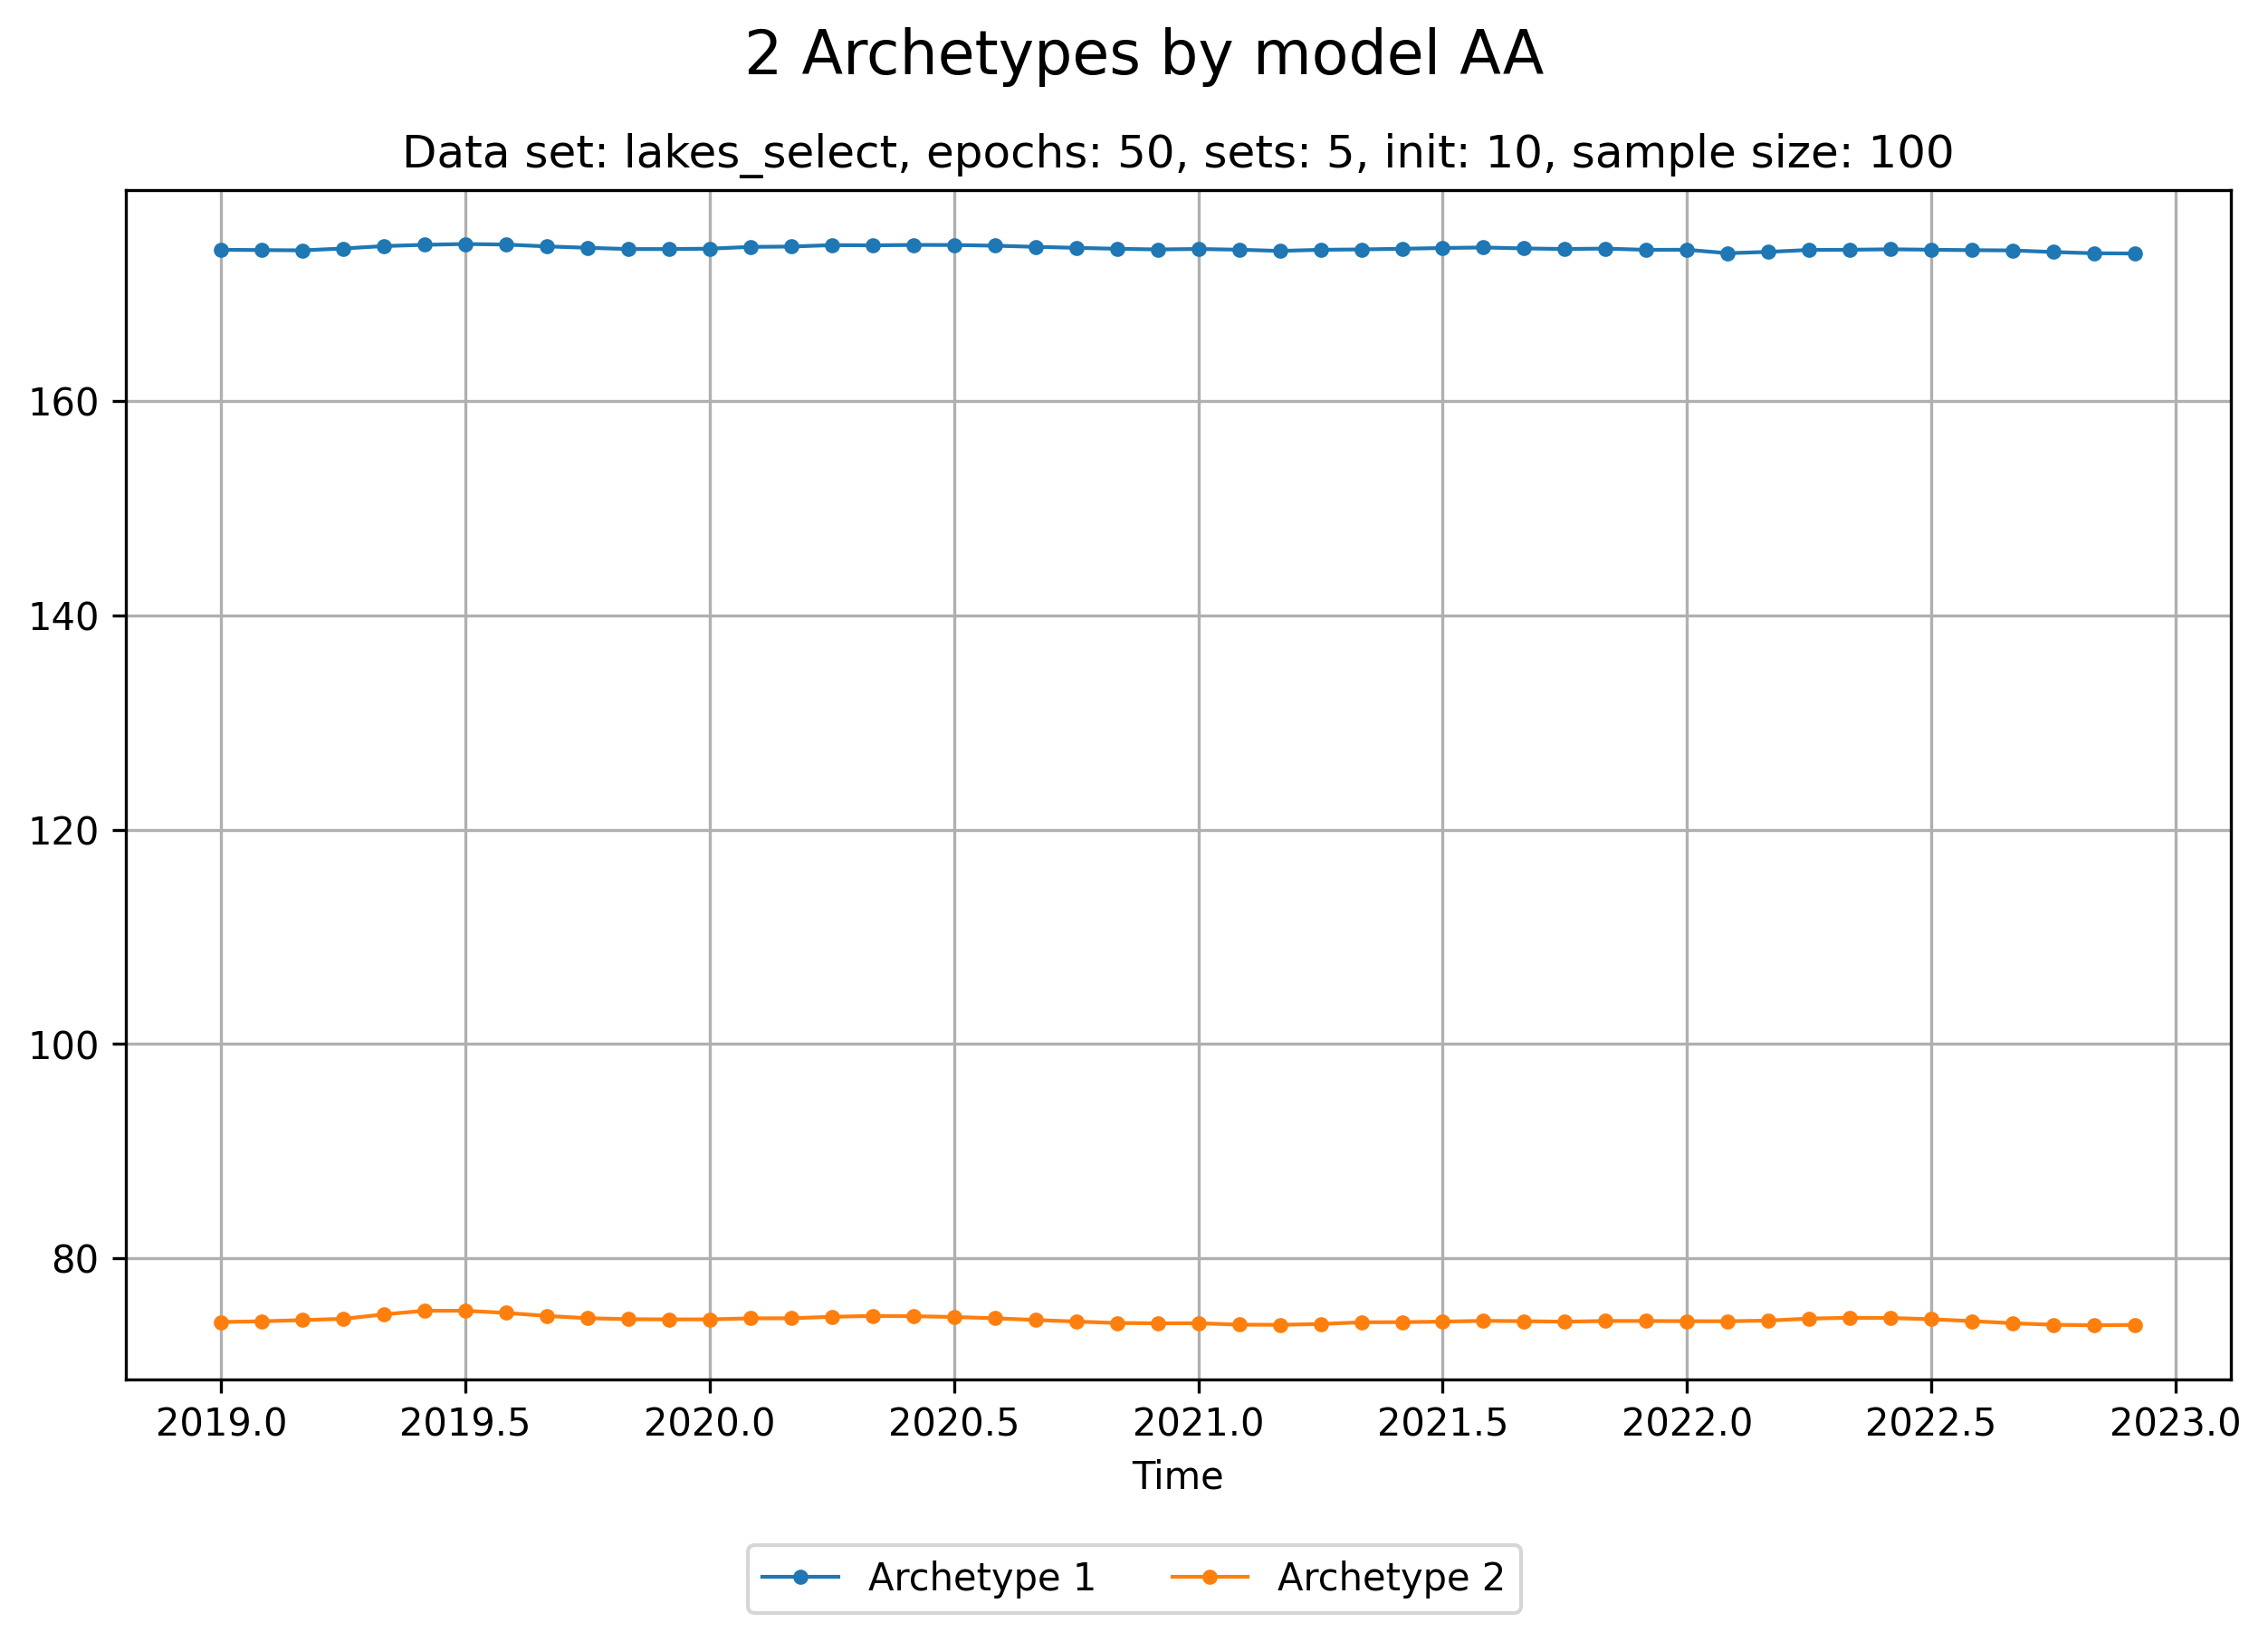 2 Archetypes by model AA
Data set: lakes_select, epochs: 50, sets: 5, init: 10, sample size: 100
160
140
120
100
80
2019.0 2019.5 2020.0 2020.5 2021.0 2021.5 2022.0 2022.5 2023.0
Time
Archetype 1 Archetype 2